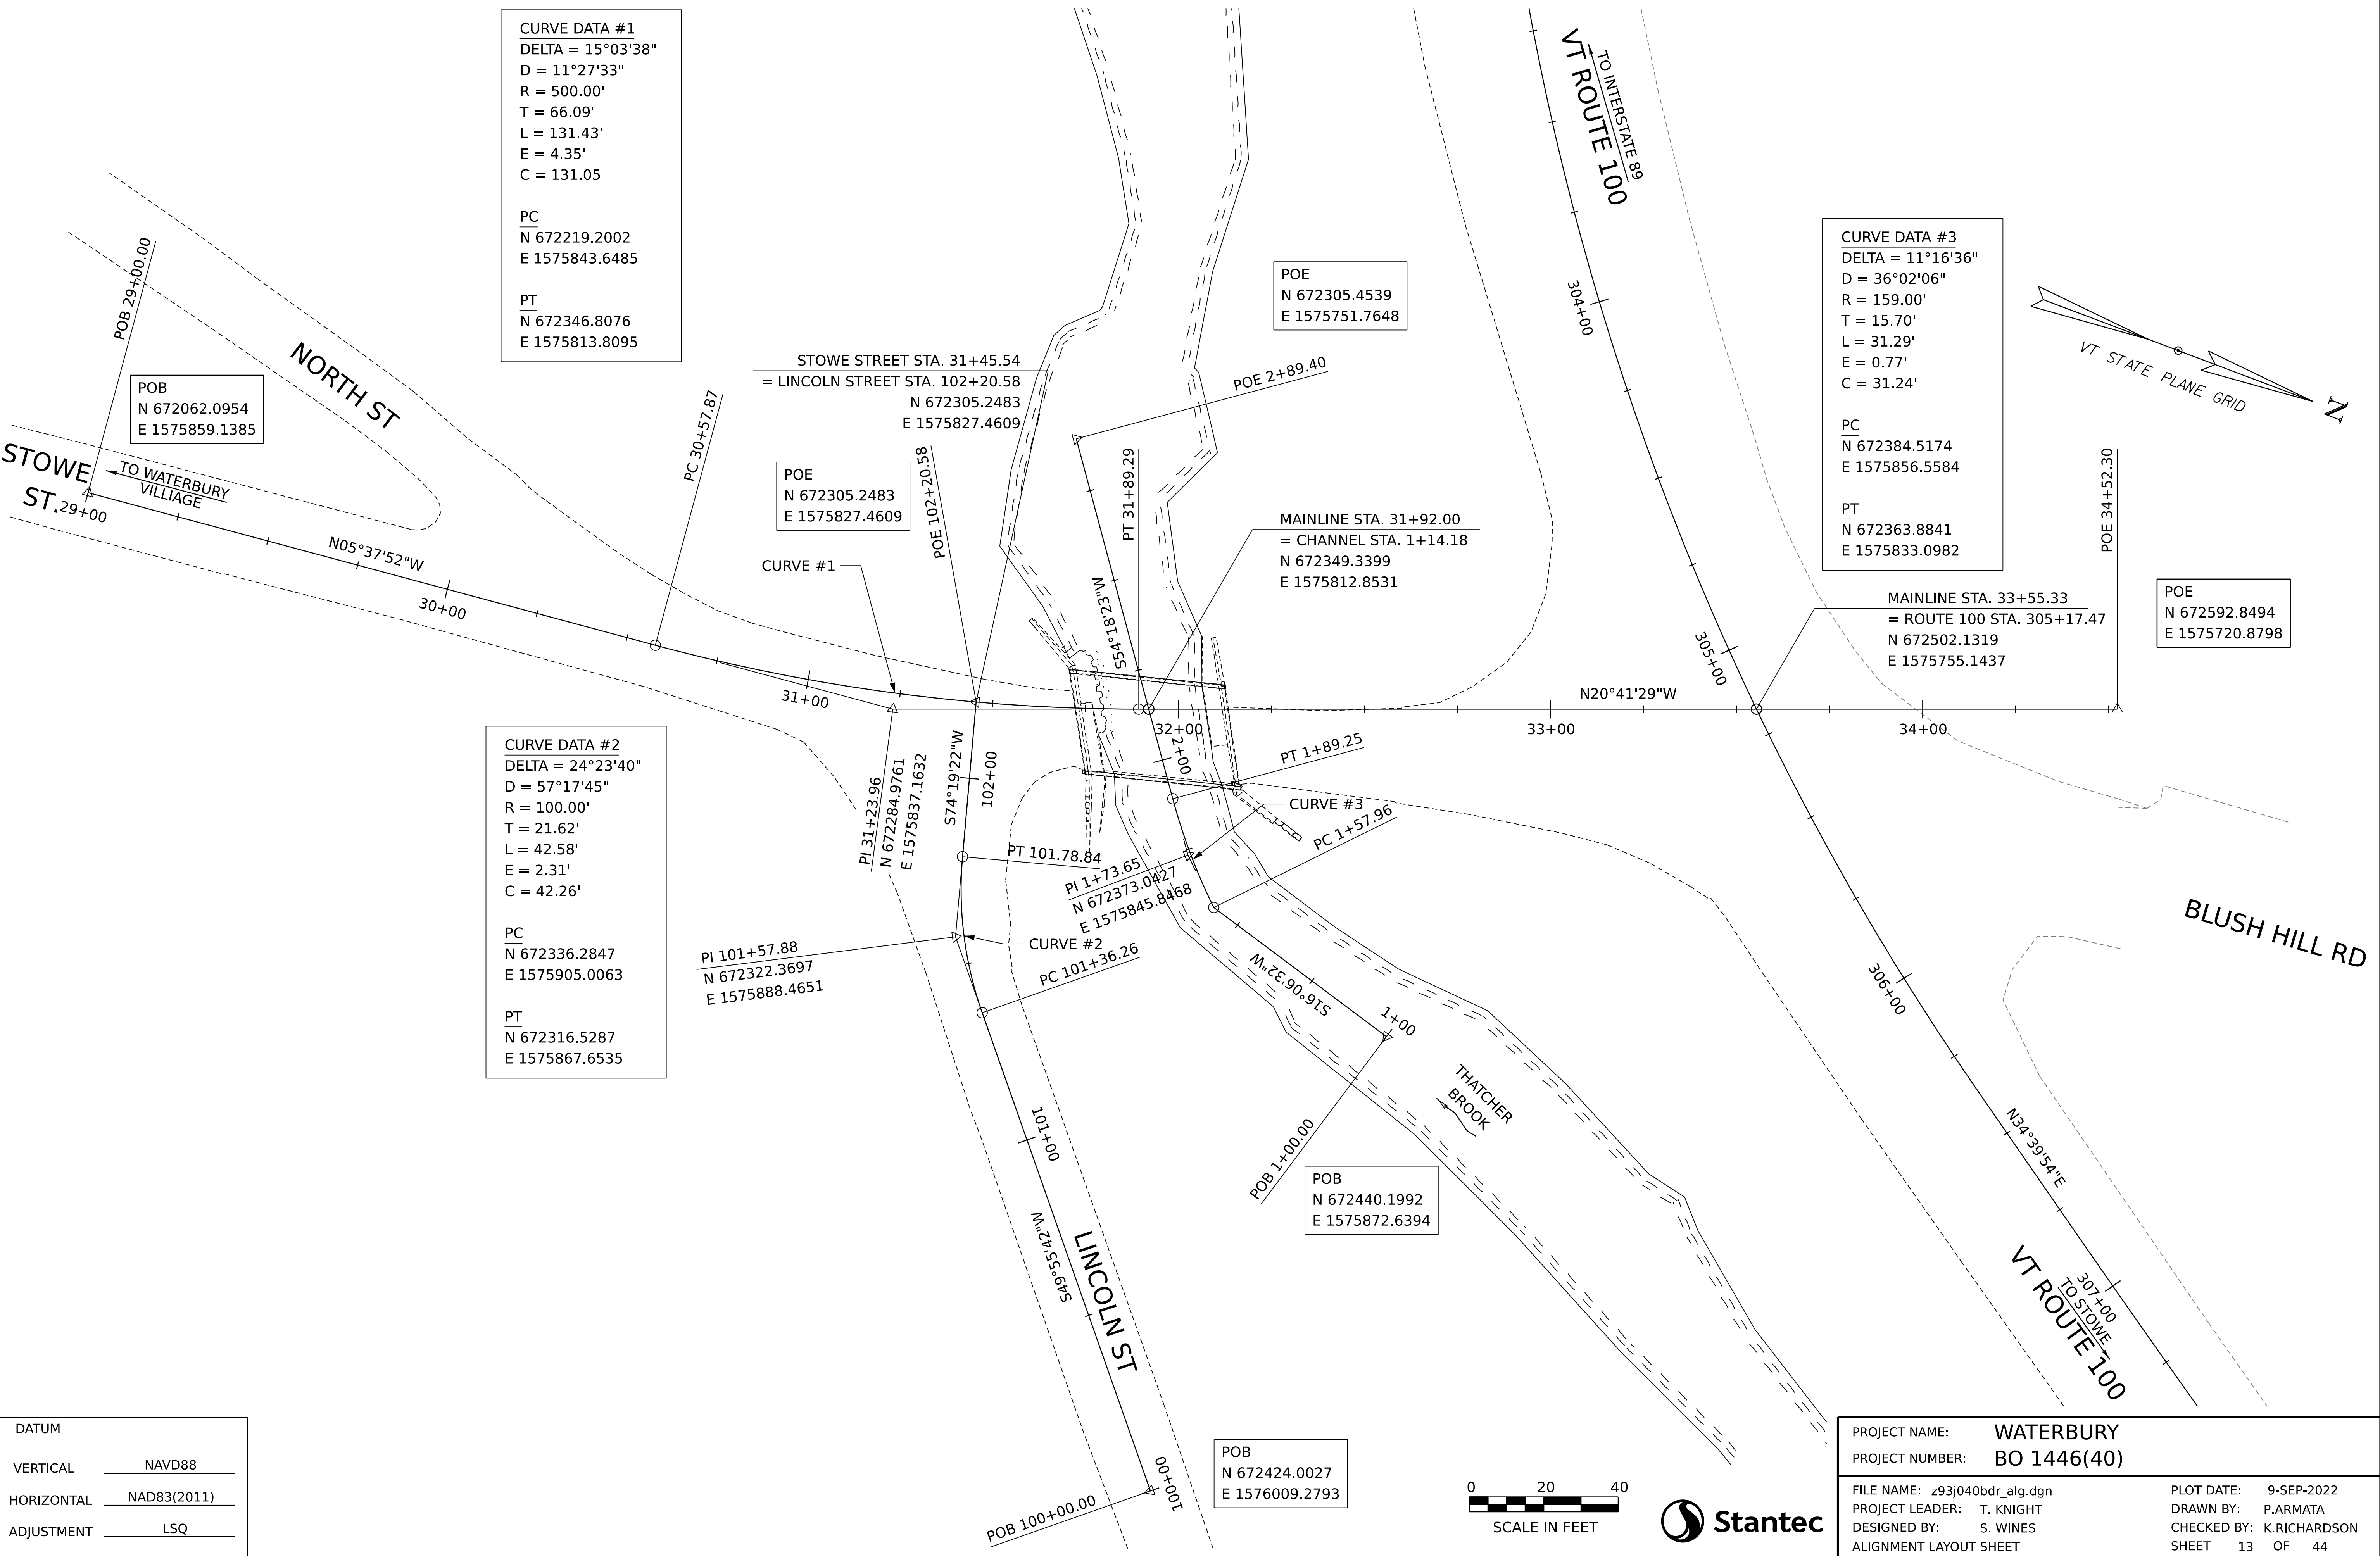 CURVE DATA #1
DELTA = 15°03'38"
D = 11°27'33"
R = 500.00'
T = 66.09'
L = 131.43'
E = 4.35'
C = 131.05
PC
N 672219.2002
E 1575843.6485
PT
N 672346.8076
E 1575813.8095
VT ROUTE 100
TO INTERSTATE 89
CURVE DATA #3
DELTA = 11°16'36"
D = 36°02'06"
R = 159.00'
T = 15.70'
L = 31.29'
E = 0.77'
C = 31.24'
PC
N 672384.5174
E 1575856.5584
PT
N 672363.8841
E 1575833.0982
VT STATE PLANE GRID
N
POE
N 672305.4539
E 1575751.7648
POE 2+89.40
304+00
POB 29+00.00
POB
N 672062.0954
E 1575859.1385
NORTH ST
STOWE
ST.
TO WATERBURY
VILLIAGE
29+00
N05°37'52"W
30+00
PC 30+57.87
STOWE STREET STA. 31+45.54
= LINCOLN STREET STA. 102+20.58
N 672305.2483
E 1575827.4609
POE
N 672305.2483
E 1575827.4609
POE 102+20.58
CURVE #1
31+00
PT 31+89.29
S54°18'23"W
MAINLINE STA. 31+92.00
= CHANNEL STA. 1+14.18
N 672349.3399
E 1575812.8531
32+00
2+00
N20°41'29"W
33+00
305+00
MAINLINE STA. 33+55.33
= ROUTE 100 STA. 305+17.47
N 672502.1319
E 1575755.1437
34+00
POE 34+52.30
POE
N 672592.8494
E 1575720.8798
CURVE DATA #2
DELTA = 24°23'40"
D = 57°17'45"
R = 100.00'
T = 21.62'
L = 42.58'
E = 2.31'
C = 42.26'
PC
N 672336.2847
E 1575905.0063
PT
N 672316.5287
E 1575867.6535
PI 31+23.96
N 672284.9761
E 1575837.1632
S74°19'22"W
102+00
PT 1+89.25
CURVE #3
PC 1+57.96
PT 101.78.84
PI 1+73.65
N 672373.0427
E 1575845.8468
PI 101+57.88
N 672322.3697
E 1575888.4651
CURVE #2
PC 101+36.26
S16°06'32"W
1+00
POB 1+00.00
THATCHER
BROOK
POB
N 672440.1992
E 1575872.6394
BLUSH HILL RD
306+00
N34°39'54"E
307+00
TO STOWE
VT ROUTE 100
101+00
S49°55'42"W
LINCOLN ST
100+00
POB 100+00.00
POB
N 672424.0027
E 1576009.2793
DATUM
VERTICAL NAVD88
HORIZONTAL NAD83(2011)
ADJUSTMENT LSQ
0 20 40
SCALE IN FEET
Stantec
PROJECT NAME: WATERBURY
PROJECT NUMBER: BO 1446(40)
FILE NAME: z93j040bdr_alg.dgn PLOT DATE: 9-SEP-2022
PROJECT LEADER: T. KNIGHT DRAWN BY: P.ARMATA
DESIGNED BY: S. WINES CHECKED BY: K.RICHARDSON
ALIGNMENT LAYOUT SHEET SHEET 13 OF 44